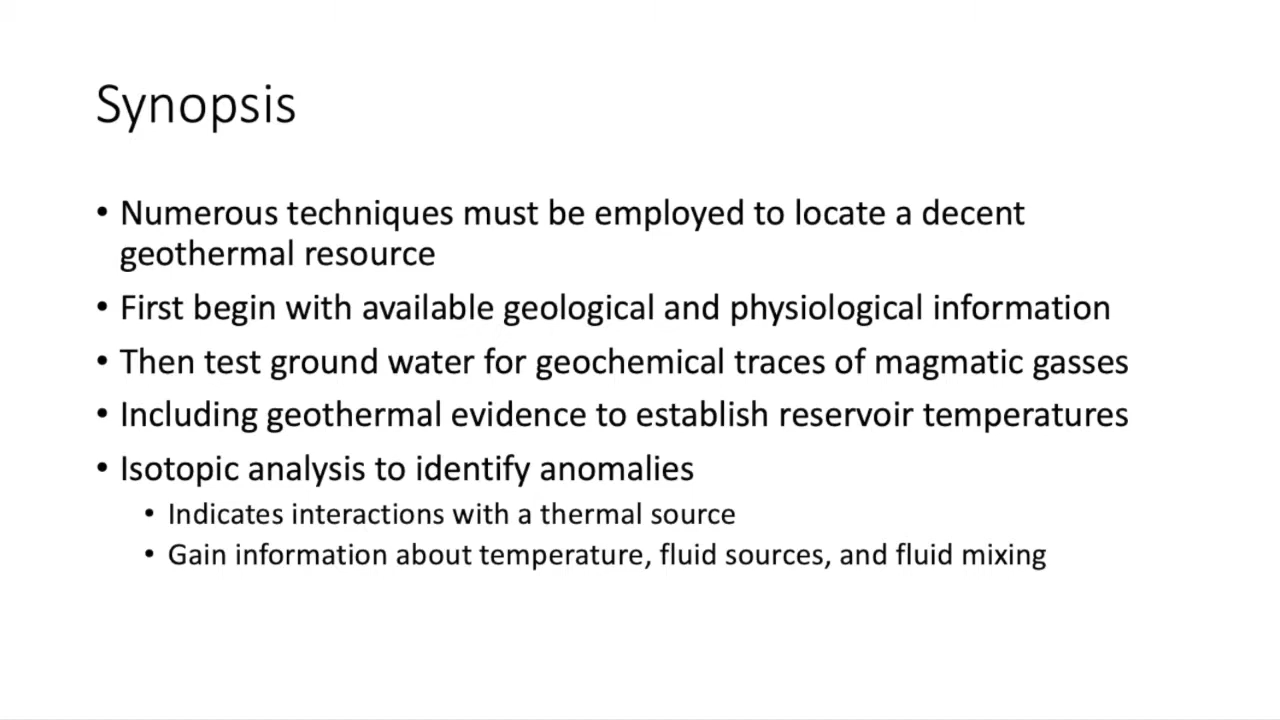 Synopsis
• Numerous techniques must be employed to locate a decent
geothermal resource
• First begin with available geological and physiological information
• Then test ground water for geochemical traces of magmatic gasses
• Including geothermal evidence to establish reservoir temperatures
• Isotopic analysis to identify anomalies
• Indicates interactions with a thermal source
• Gain information about temperature, fluid sources, and fluid mixing